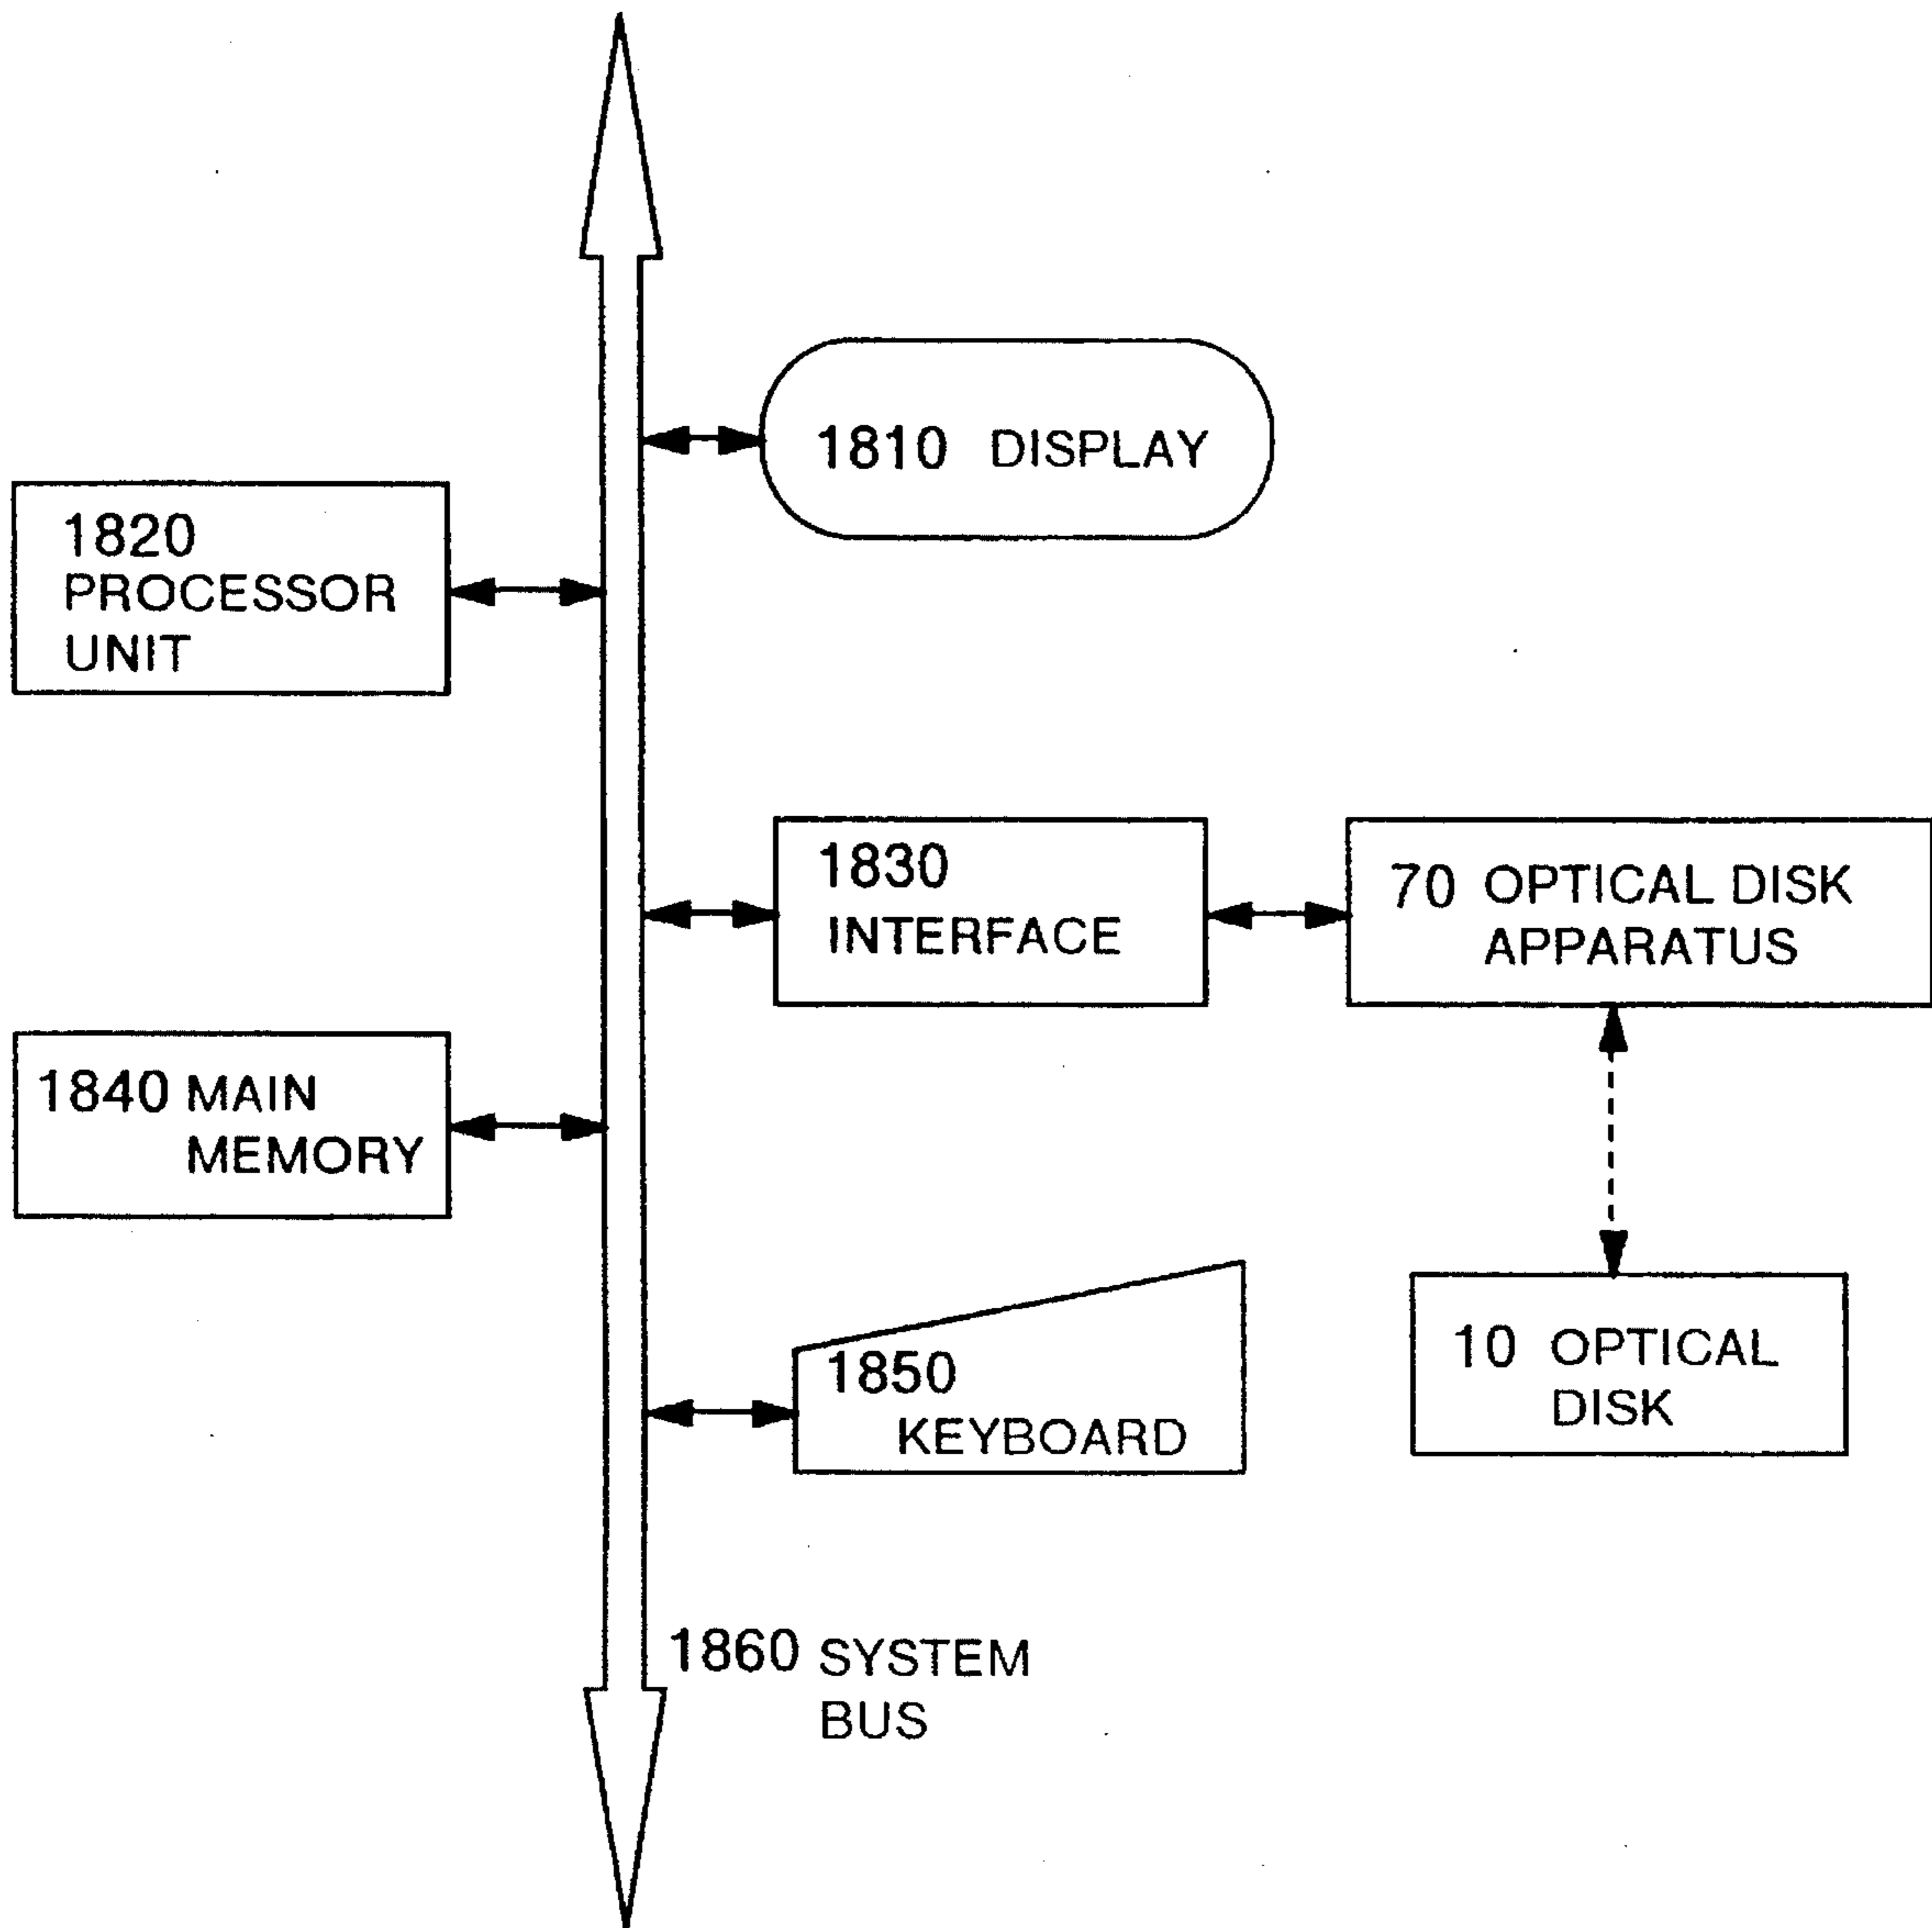 1810 DISPLAY
1820
PROCESSOR
UNIT
1830
INTERFACE
70 OPTICAL DISK
APPARATUS
1840 MAIN
MEMORY
1850
KEYBOARD
10 OPTICAL
DISK
1860 SYSTEM
BUS